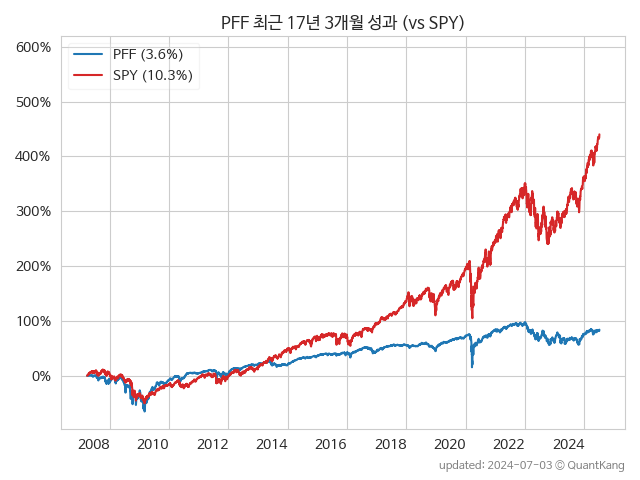 PFF 최근 17년 3개월 성과 (vs SPY)
PFF (3.6%)
SPY (10.3%)
600%
500%
400%
300%
200%
100%
0%
2008 2010 2012 2014 2016 2018 2020 2022 2024
updated: 2024-07-03 © QuantKang